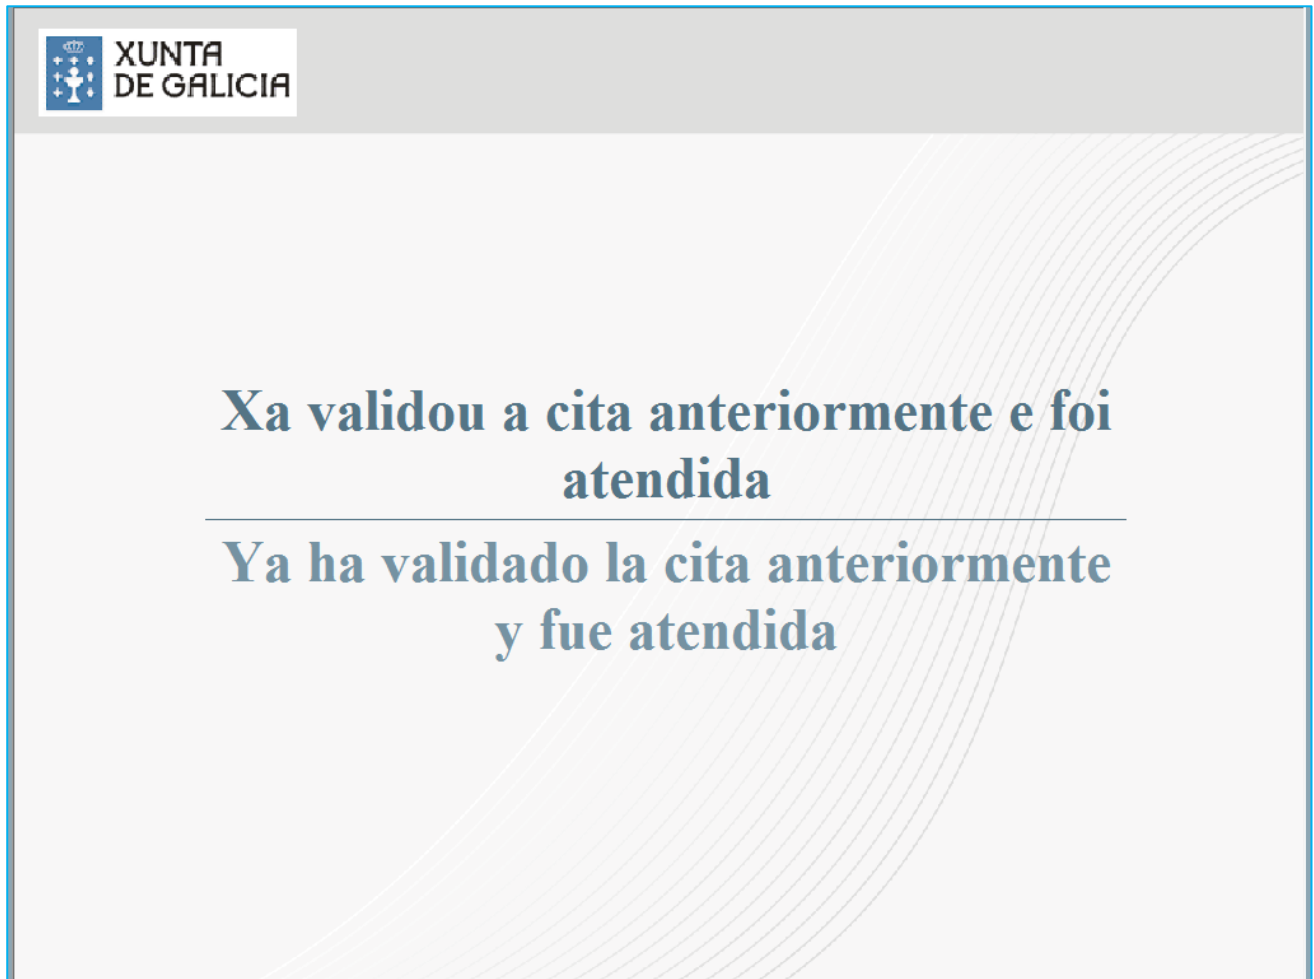 XUNTA
DE GALICIA
Xa validou a cita anteriormente e foi
atendida
Ya ha validado la cita anteriormente
y fue atendida